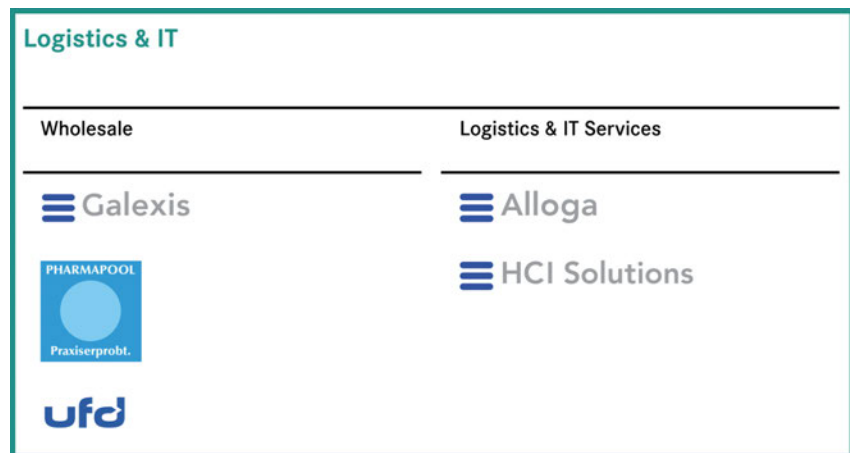 Logistics & IT
Wholesale
Galexis
PHARMAPOOL
Praxiserprobt.
ufd
Logistics & IT Services
Alloga
HCI Solutions